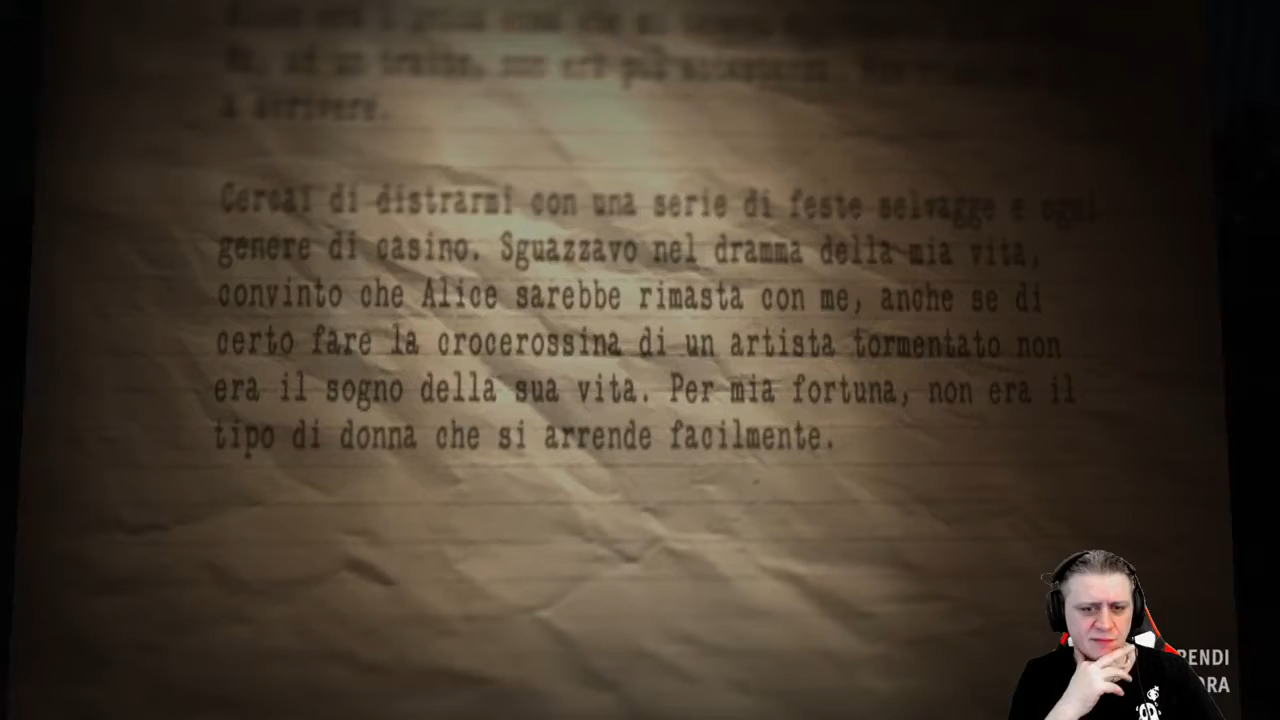 a scrivere.
Cercai di distrarmi con una serie di feste selvagge e ogni
genere di casino. Sguazzavo nel dramma della mia vita,
convinto che Alice sarebbe rimasta con me, anche se di
certo fare la crocerossina di un artista tormentato non
era il sogno della sua vita. Per mia fortuna, non era il
tipo di donna che si arrende facilmente.